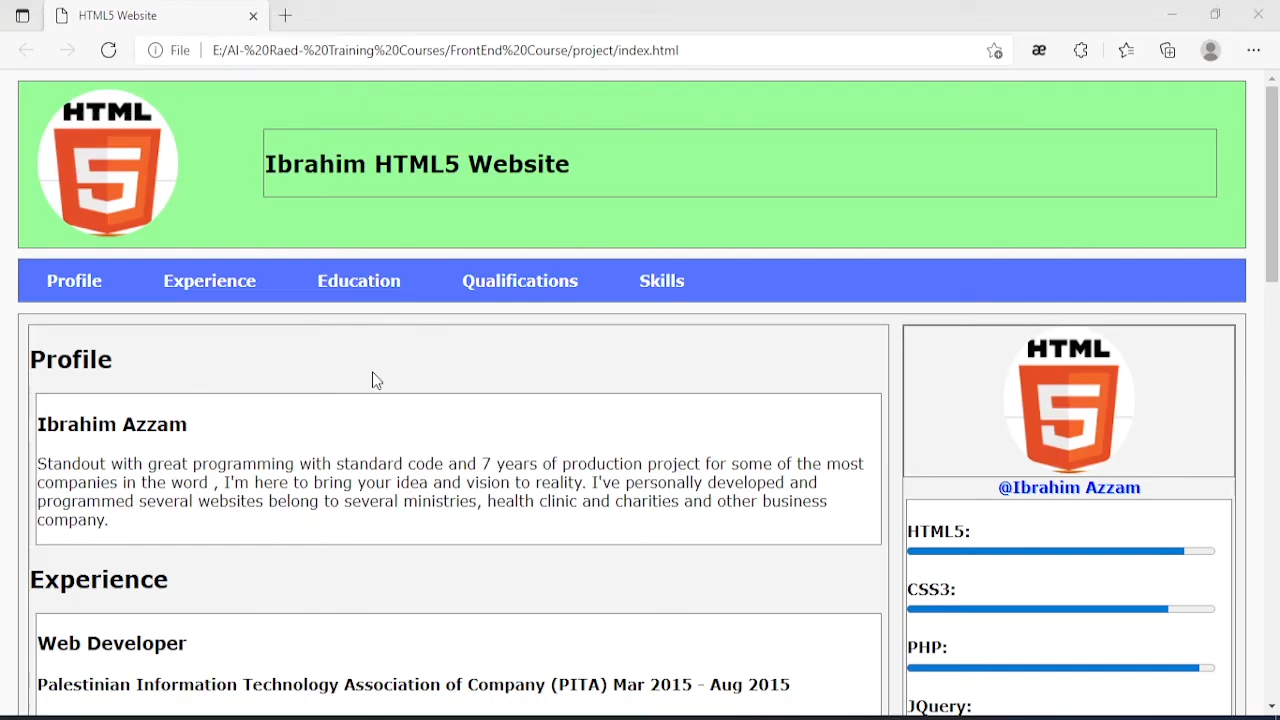 HTML5 Website
File
E:/AI-%20Raed-%20Training%20Courses/FrontEnd%20Course/project/index.html
æ
HTML
5
Ibrahim HTML5 Website
Profile
Experience
Education
Qualifications
Skills
Profile
Ibrahim Azzam
Standout with great programming with standard code and 7 years of production project for some of the most
companies in the word , I'm here to bring your idea and vision to reality. I've personally developed and
programmed several websites belong to several ministries, health clinic and charities and other business
company.
Experience
Web Developer
Palestinian Information Technology Association of Company (PITA) Mar 2015 - Aug 2015
HTML
5
@Ibrahim Azzam
HTML5:
CSS3:
PHP:
JQuery: